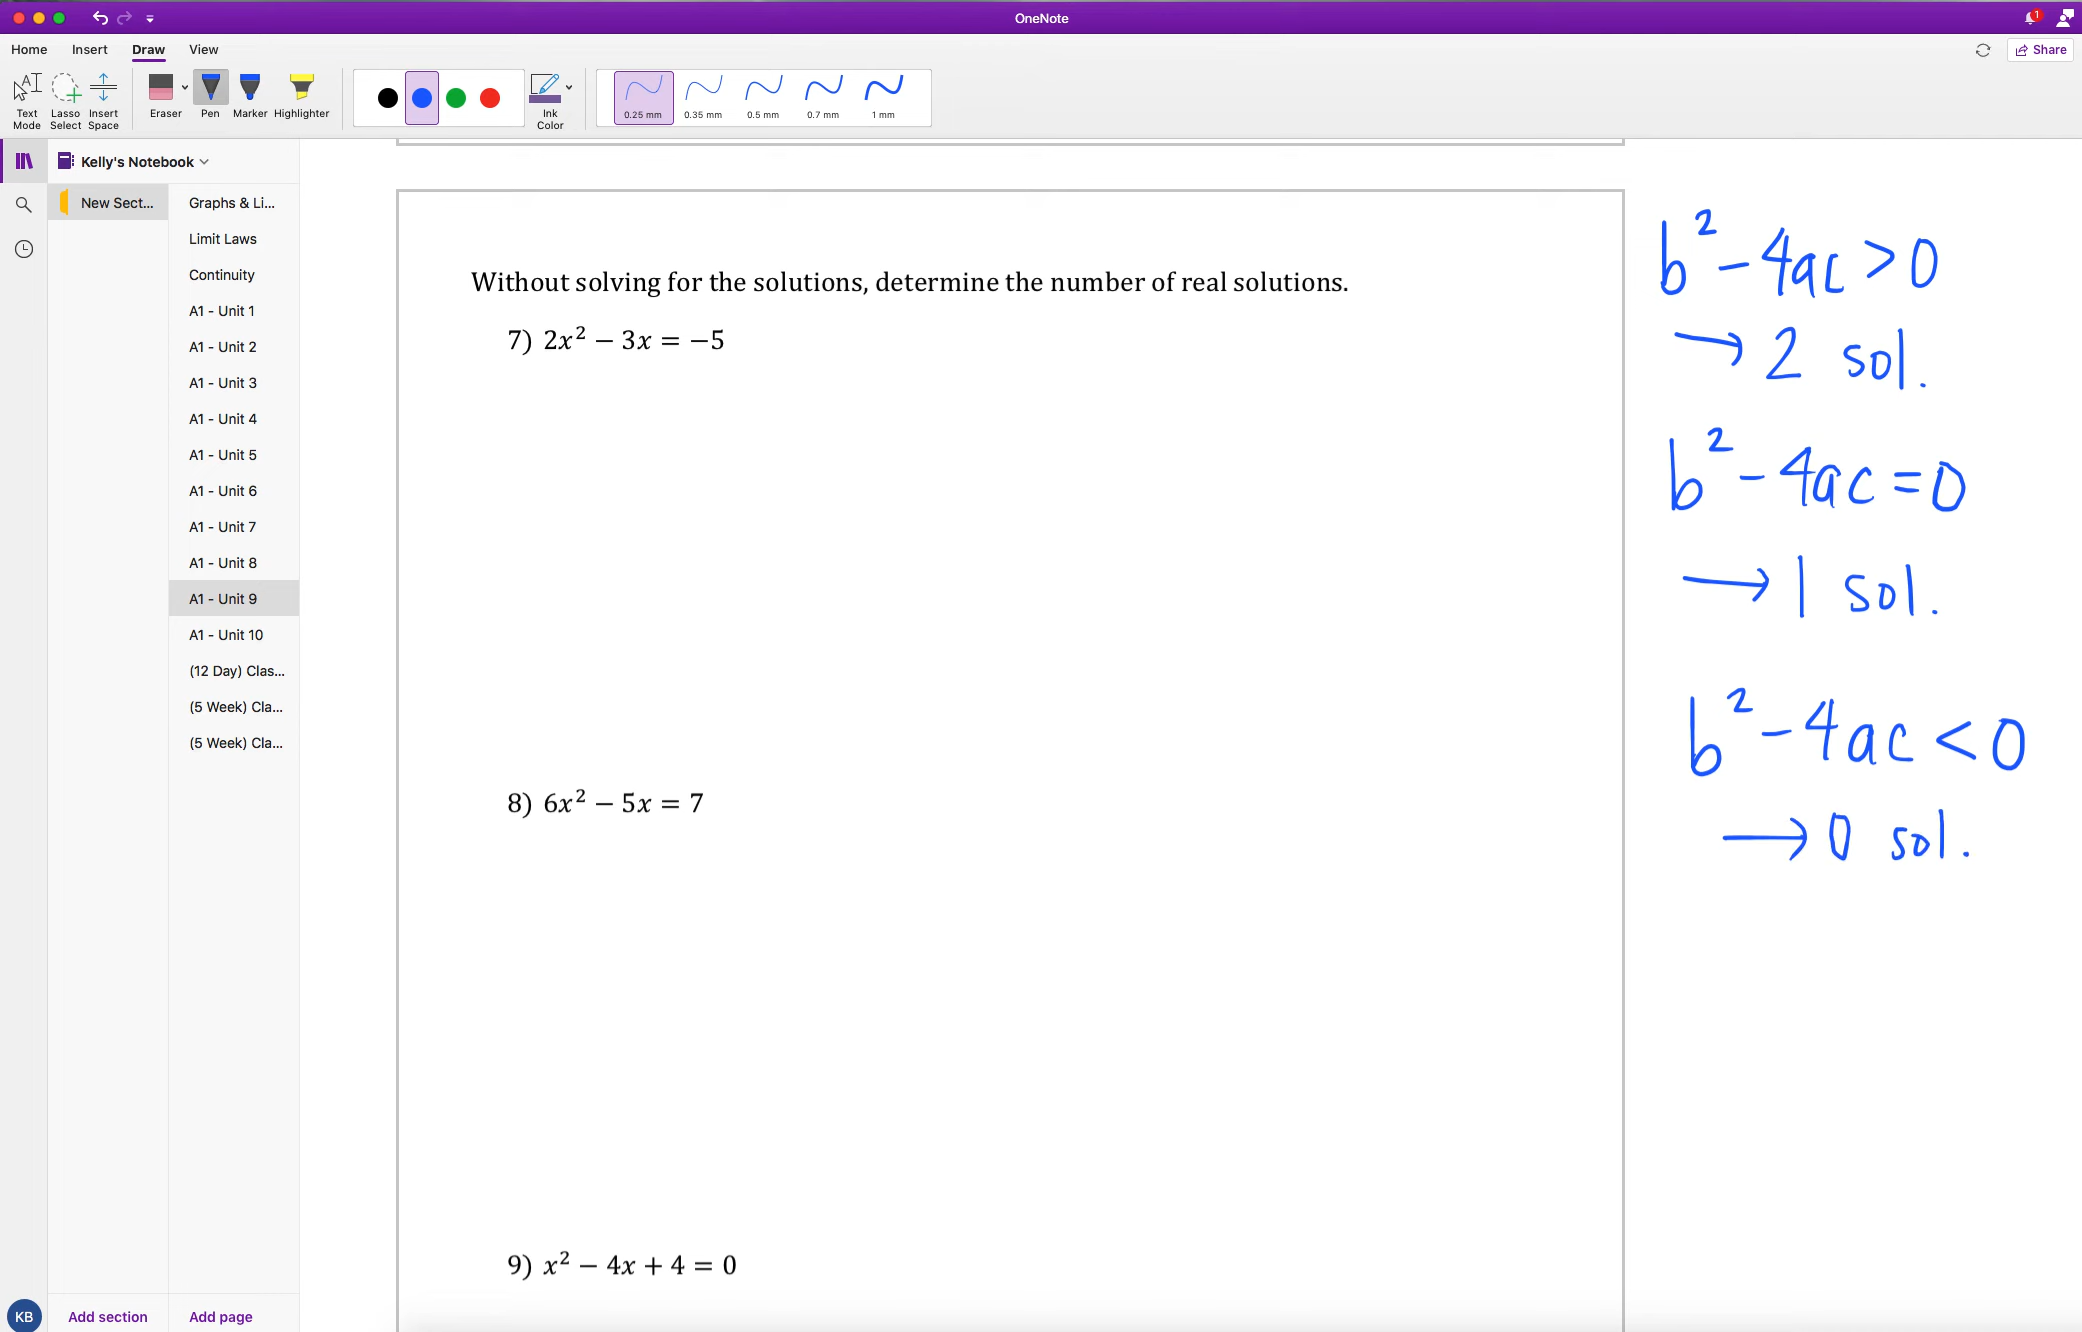 OneNote
1
Home Insert Draw View
Share
Text Mode
Lasso Select
Insert Space
Eraser
Pen
Marker
Highlighter
Ink Color
0.25 mm
0.35 mm
0.5 mm
0.7 mm
1 mm
Kelly's Notebook
New Sect...
Graphs & Li...
Limit Laws
Continuity
A1 - Unit 1
A1 - Unit 2
A1 - Unit 3
A1 - Unit 4
A1 - Unit 5
A1 - Unit 6
A1 - Unit 7
A1 - Unit 8
A1 - Unit 9
A1 - Unit 10
(12 Day) Clas...
(5 Week) Cla...
(5 Week) Cla...
KB
Add section
Add page
Without solving for the solutions, determine the number of real solutions.
7) 2x² − 3x = −5
8) 6x² − 5x = 7
9) x² − 4x + 4 = 0
b² - 4ac > 0
→ 2 sol.
b² - 4ac = 0
→ 1 sol.
b² - 4ac < 0
→ 0 sol.